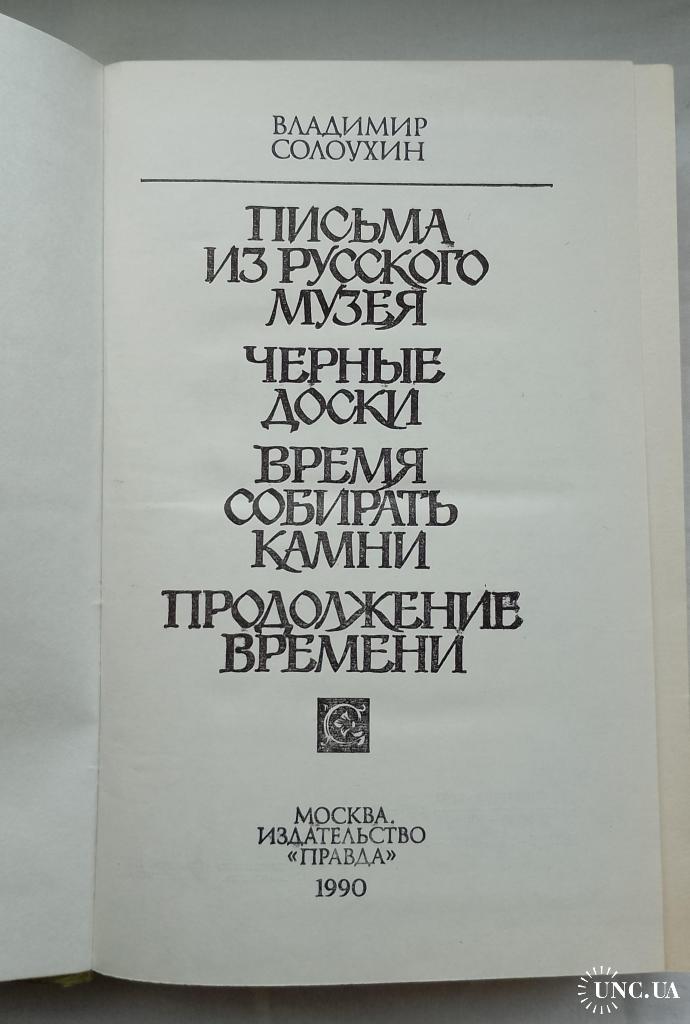 ВЛАДИМИР
СОЛОУХИН
ПИСЬМА
ИЗ РУССКОГО
МУЗЕЯ
ЧЕРНЫЕ
ДОСКИ
ВРЕМЯ
СОБИРАТЬ
КАМНИ
ПРОДОЛЖЕНИЕ
ВРЕМЕНИ
С
МОСКВА.
ИЗДАТЕЛЬСТВО
«ПРАВДА»
1990
UNC.UA